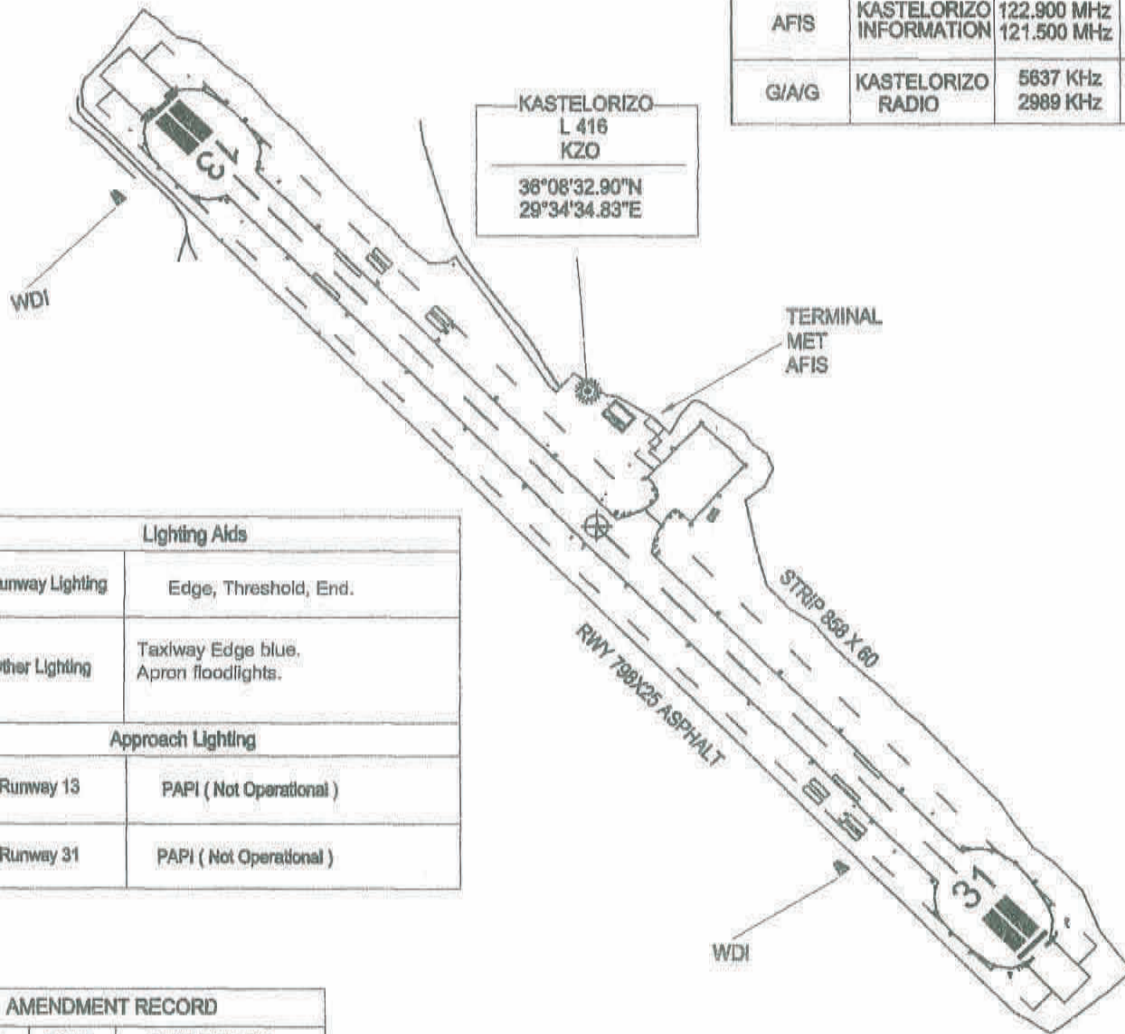 AFIS
KASTELORIZO
INFORMATION
122.900 MHz
121.500 MHz
G/A/G
KASTELORIZO
RADIO
5637 KHz
2989 KHz
KASTELORIZO
L 416
KZO
36°08'32.90"N
29°34'34.83"E
13
WDI
TERMINAL
MET
AFIS
STRIP 858 X 60
RWY 798X25 ASPHALT
Lighting Aids
unway Lighting
Edge, Threshold, End.
ther Lighting
Taxiway Edge blue.
Apron floodlights.
Approach Lighting
Runway 13
PAPI ( Not Operational )
Runway 31
PAPI ( Not Operational )
31
WDI
AMENDMENT RECORD